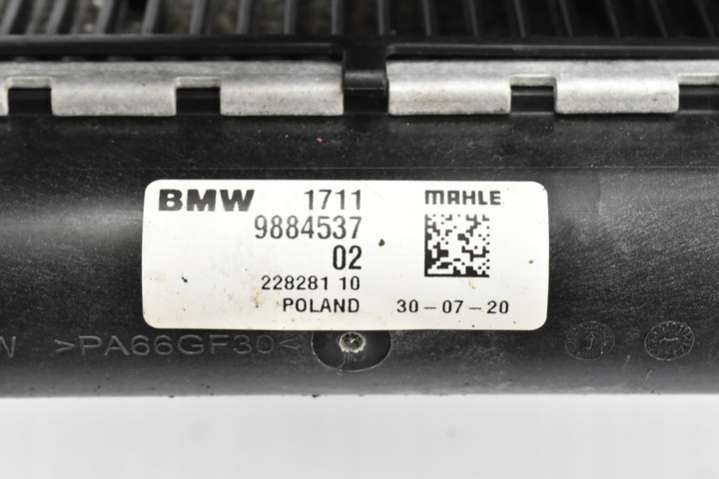 BMW 1711 MAHLE
9884537
02
228281 10
POLAND 30-07-20
>PA66GF30<